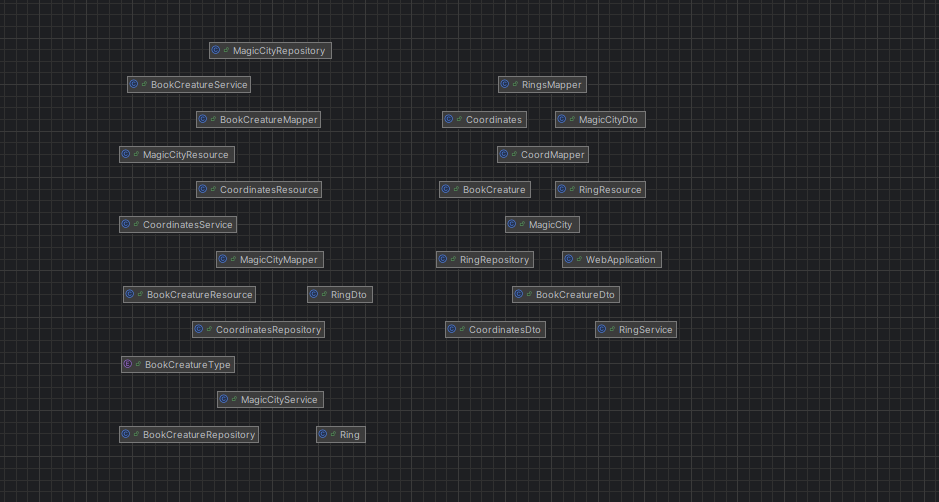 MagicCityRepository
BookCreatureService
RingsMapper
BookCreatureMapper
Coordinates
MagicCityDto
MagicCityResource
CoordMapper
CoordinatesResource
BookCreature
RingResource
CoordinatesService
MagicCity
MagicCityMapper
RingRepository
WebApplication
BookCreatureResource
RingDto
BookCreatureDto
CoordinatesRepository
CoordinatesDto
RingService
BookCreatureType
MagicCityService
BookCreatureRepository
Ring